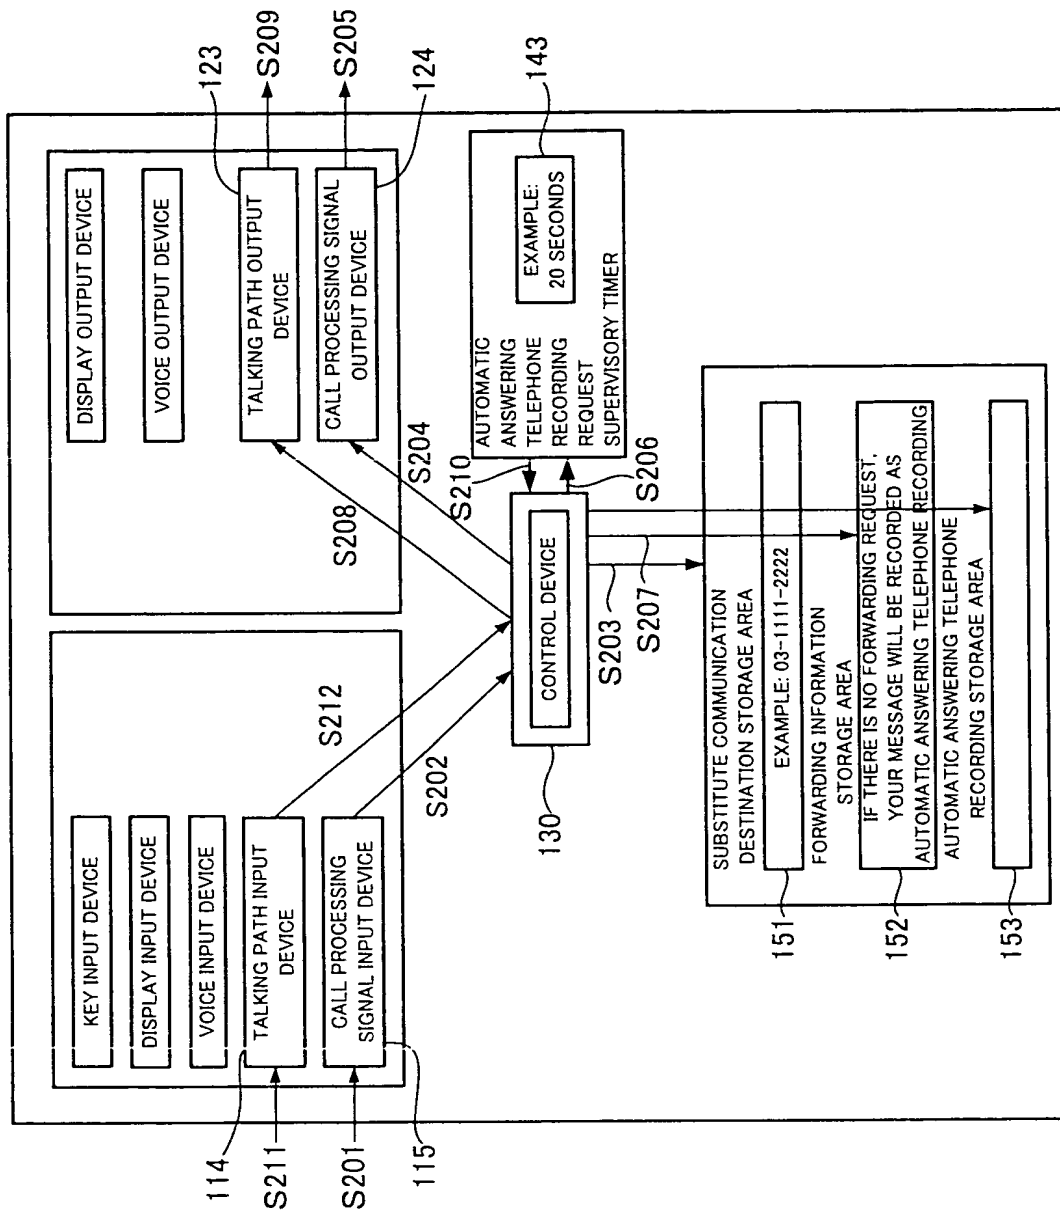 KEY INPUT DEVICE
DISPLAY INPUT DEVICE
VOICE INPUT DEVICE
TALKING PATH INPUT
DEVICE
CALL PROCESSING
SIGNAL INPUT DEVICE
114
S211
S201
115
S212
S202
DISPLAY OUTPUT DEVICE
VOICE OUTPUT DEVICE
TALKING PATH OUTPUT
DEVICE
CALL PROCESSING SIGNAL
OUTPUT DEVICE
123
S209
S205
124
S208
S204
CONTROL DEVICE
130
S210
S206
AUTOMATIC
ANSWERING
TELEPHONE
RECORDING
REQUEST
SUPERVISORY TIMER
EXAMPLE:
20 SECONDS
143
S203
S207
SUBSTITUTE COMMUNICATION
DESTINATION STORAGE AREA
EXAMPLE: 03-1111-2222
151
FORWARDING INFORMATION
STORAGE AREA
IF THERE IS NO FORWARDING REQUEST,
YOUR MESSAGE WILL BE RECORDED AS
AUTOMATIC ANSWERING TELEPHONE RECORDING
152
AUTOMATIC ANSWERING TELEPHONE
RECORDING STORAGE AREA
153